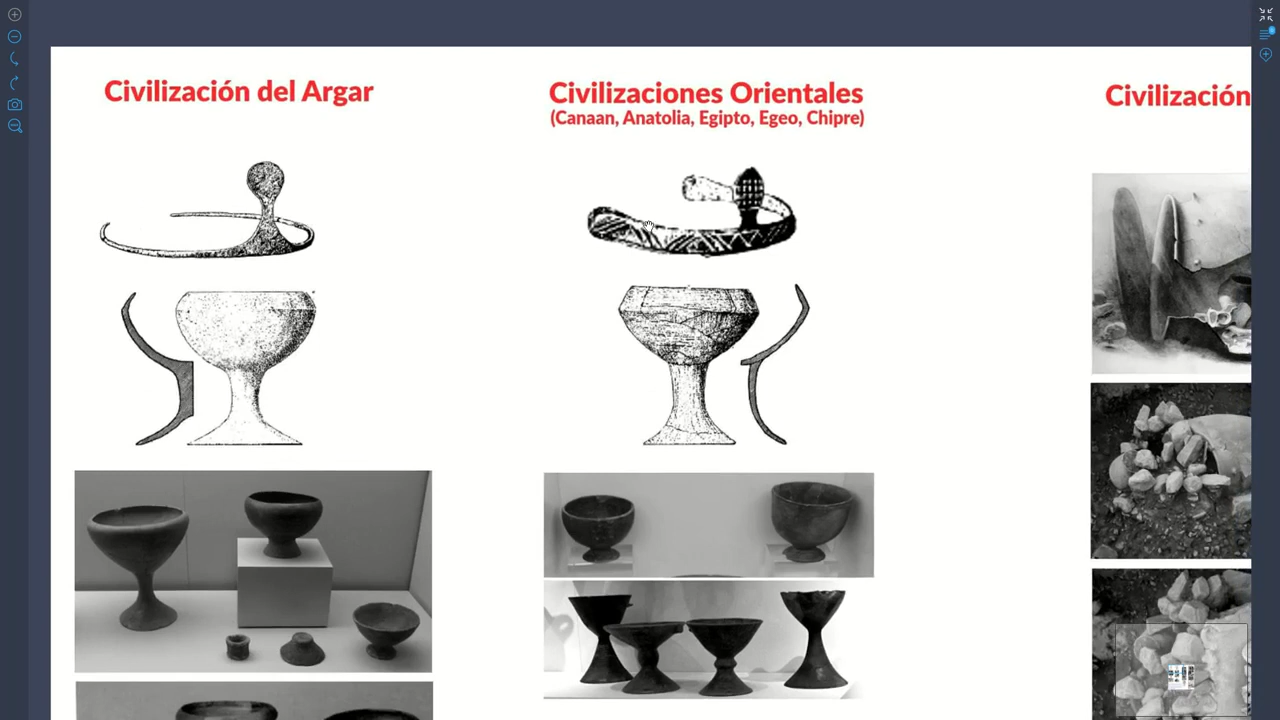 Civilización del Argar
Civilizaciones Orientales
(Canaan, Anatolia, Egipto, Egeo, Chipre)
Civilización